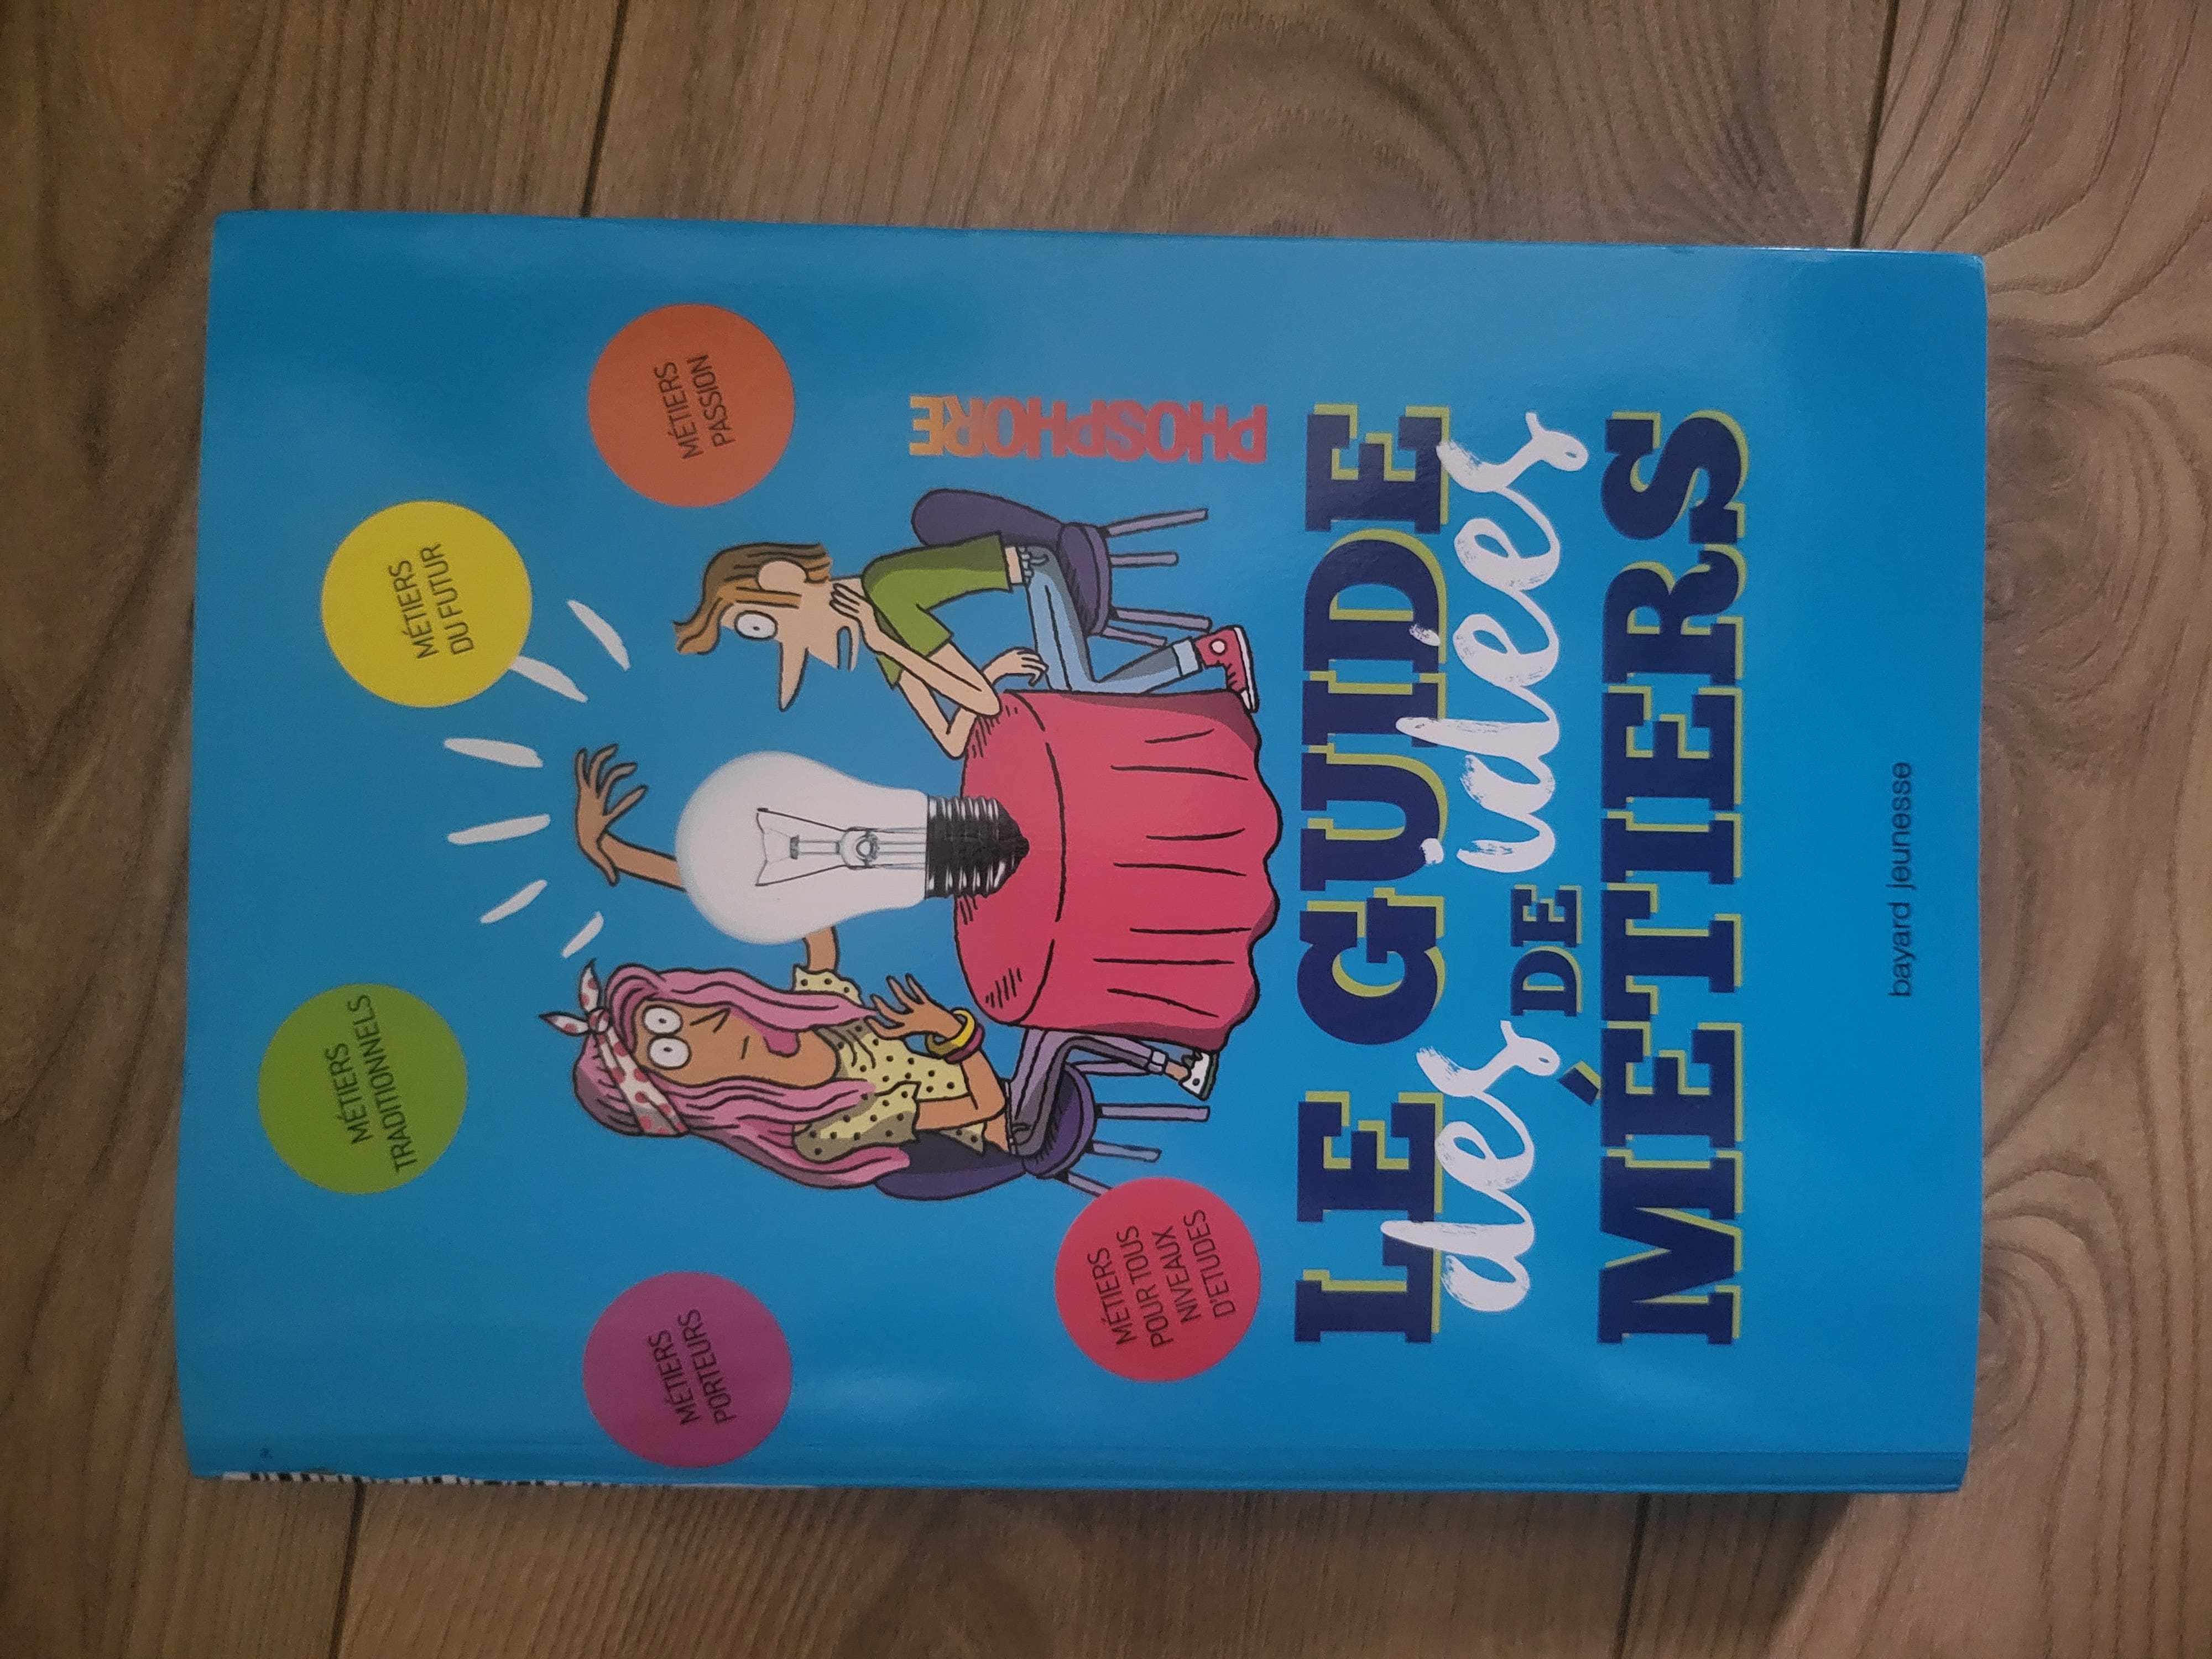 MÉTIERS
TRADITIONNELS
MÉTIERS
DU FUTUR
MÉTIERS
PORTEURS
MÉTIERS
PASSION
MÉTIERS
POUR TOUS
NIVEAUX
D'ETUDES
PHOSPHORE
LE GUIDE
des idées
DE
MÉTIERS
bayard jeunesse